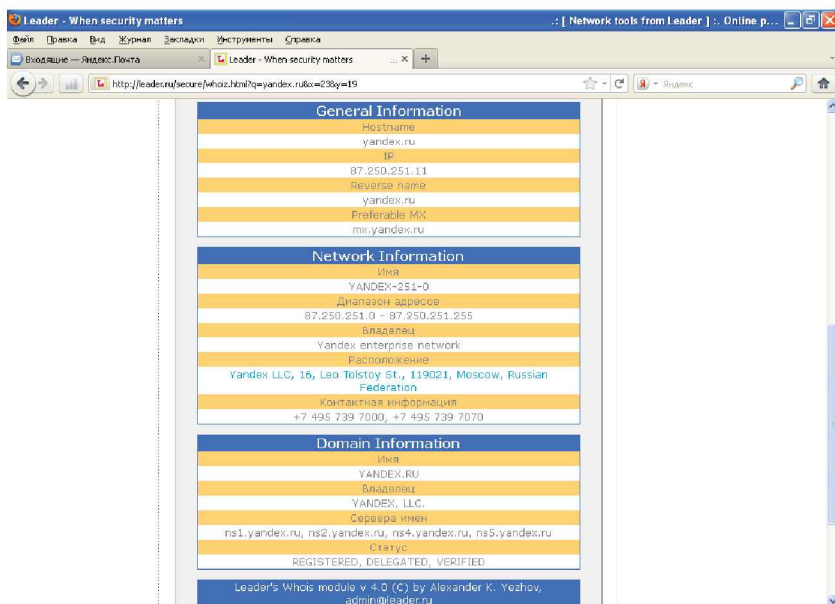 Leader - When security matters .: [ Network tools from Leader ] :. Online p...
Файл Правка Вид Журнал Закладки Инструменты Справка
Входящие — Яндекс.Почта Leader - When security matters ...
http://leader.ru/secure/whoiz.html?q=yandex.ru&x=23&y=19 Яндекс
General Information
Hostname
yandex.ru
IP
87.250.251.11
Reverse name
yandex.ru
Preferable MX
mx.yandex.ru
Network Information
Имя
YANDEX-251-0
Диапазон адресов
87.250.251.0 - 87.250.251.255
Владелец
Yandex enterprise network
Расположение
Yandex LLC, 16, Leo Tolstoy St., 119021, Moscow, Russian
Federation
Контактная информация
+7 495 739 7000, +7 495 739 7070
Domain Information
Имя
YANDEX.RU
Владелец
YANDEX, LLC.
Сервера имен
ns1.yandex.ru, ns2.yandex.ru, ns4.yandex.ru, ns5.yandex.ru
Статус
REGISTERED, DELEGATED, VERIFIED
Leader's Whois module v 4.0 (C) by Alexander K. Yezhov,
admin@leader.ru